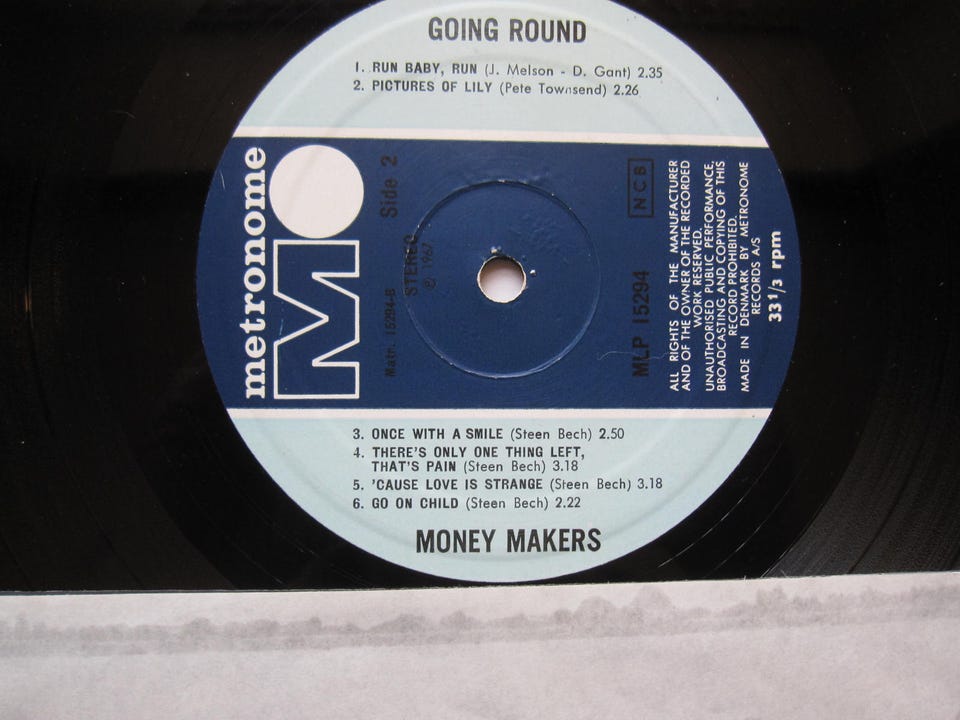 GOING ROUND
1. RUN BABY, RUN (J. Melson - D. Gant) 2.35
2. PICTURES OF LILY (Pete Townsend) 2.26
metronome
M
Matr. 15294-B
Side 2
STEREO
© 1967
NCB
MLP 15294
ALL RIGHTS OF THE MANUFACTURER
AND OF THE OWNER OF THE RECORDED
WORK RESERVED.
UNAUTHORISED PUBLIC PERFORMANCE,
BROADCASTING AND COPYING OF THIS
RECORD PROHIBITED.
MADE IN DENMARK BY METRONOME
RECORDS A/S
33 1/3 rpm
3. ONCE WITH A SMILE (Steen Bech) 2.50
4. THERE'S ONLY ONE THING LEFT,
THAT'S PAIN (Steen Bech) 3.18
5. 'CAUSE LOVE IS STRANGE (Steen Bech) 3.18
6. GO ON CHILD (Steen Bech) 2.22
MONEY MAKERS